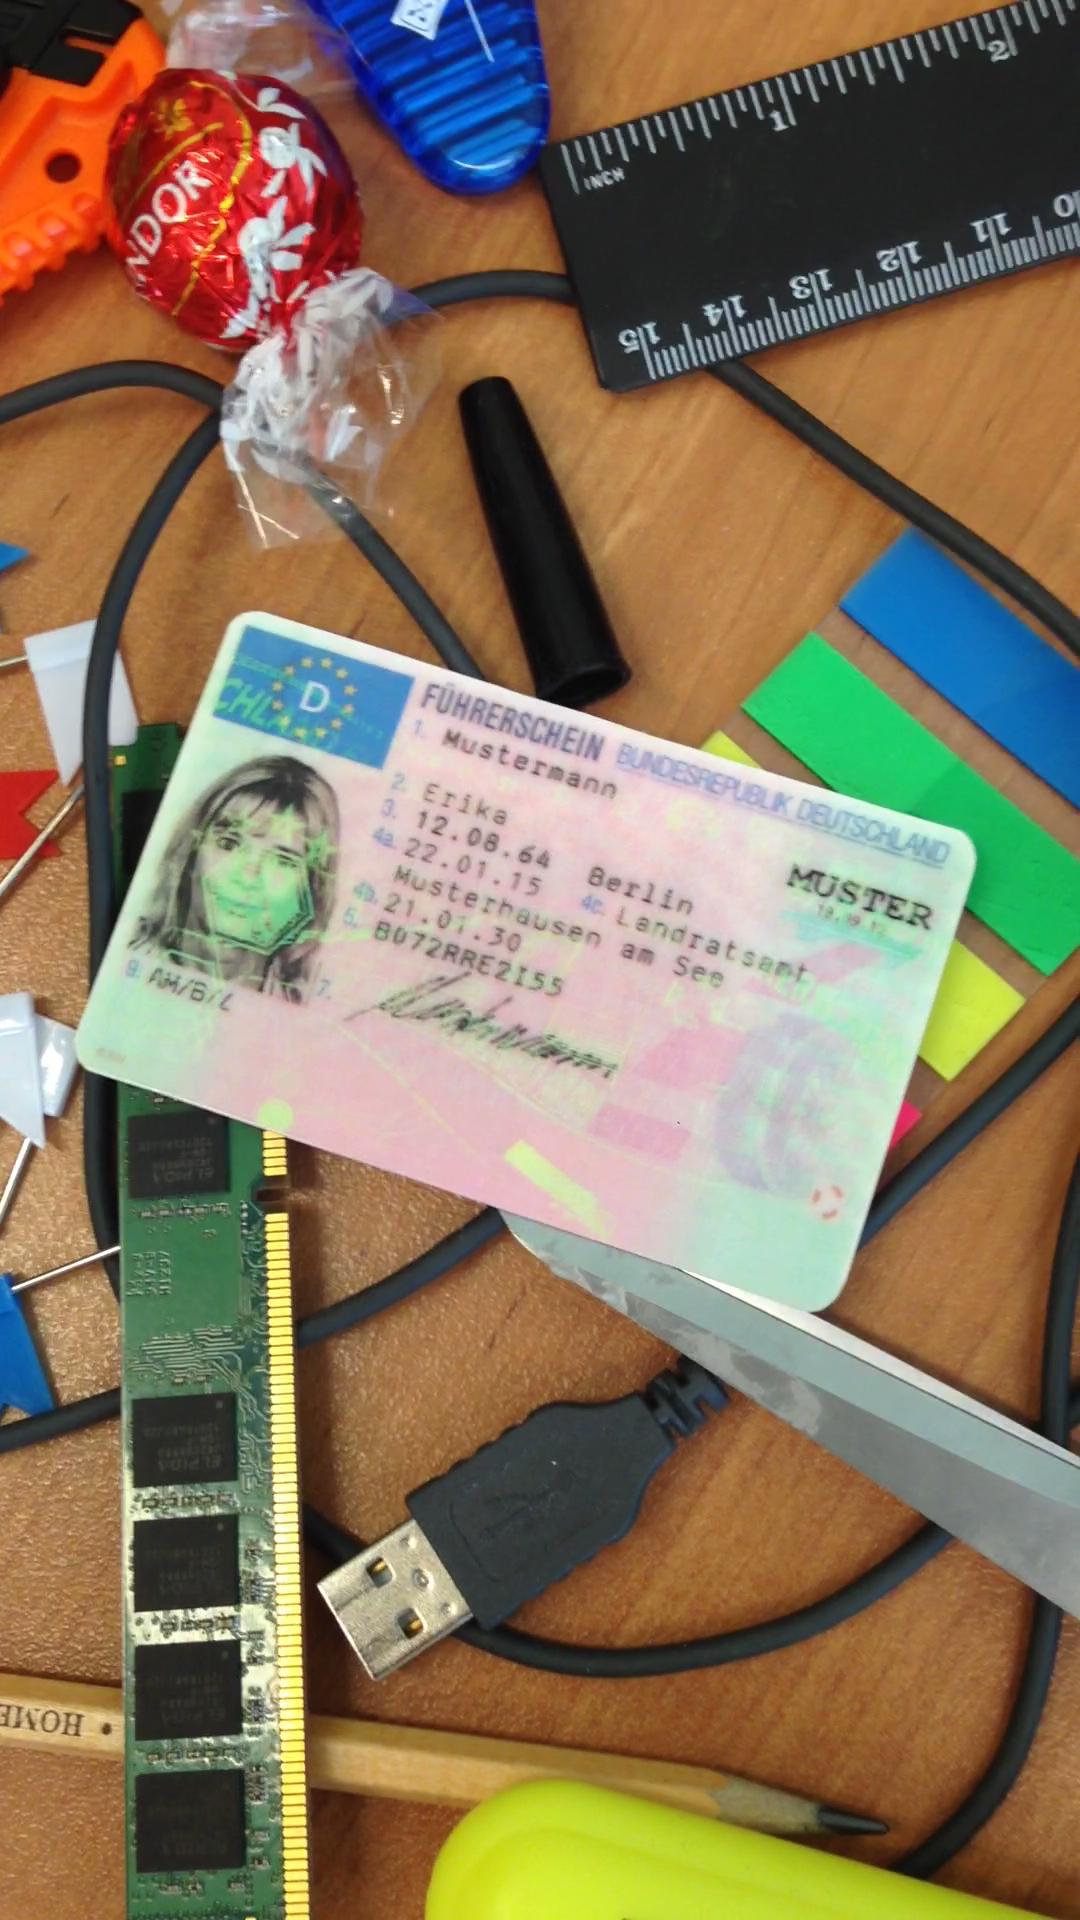 NDOR
INCH
1 2
15 14 13 12 11 10
D
FÜHRERSCHEIN BUNDESREPUBLIK DEUTSCHLAND
1. Mustermann
2. Erika
3. 12.08.64 Berlin
4a. 22.01.15 4c. Landratsamt
Musterhausen am See
4b. 21.01.30
5. B072RRE2I55
MUSTER
7.
9. AM/B/L
ELPIDA
ELPIDA
ELPIDA
ELPIDA
HOME